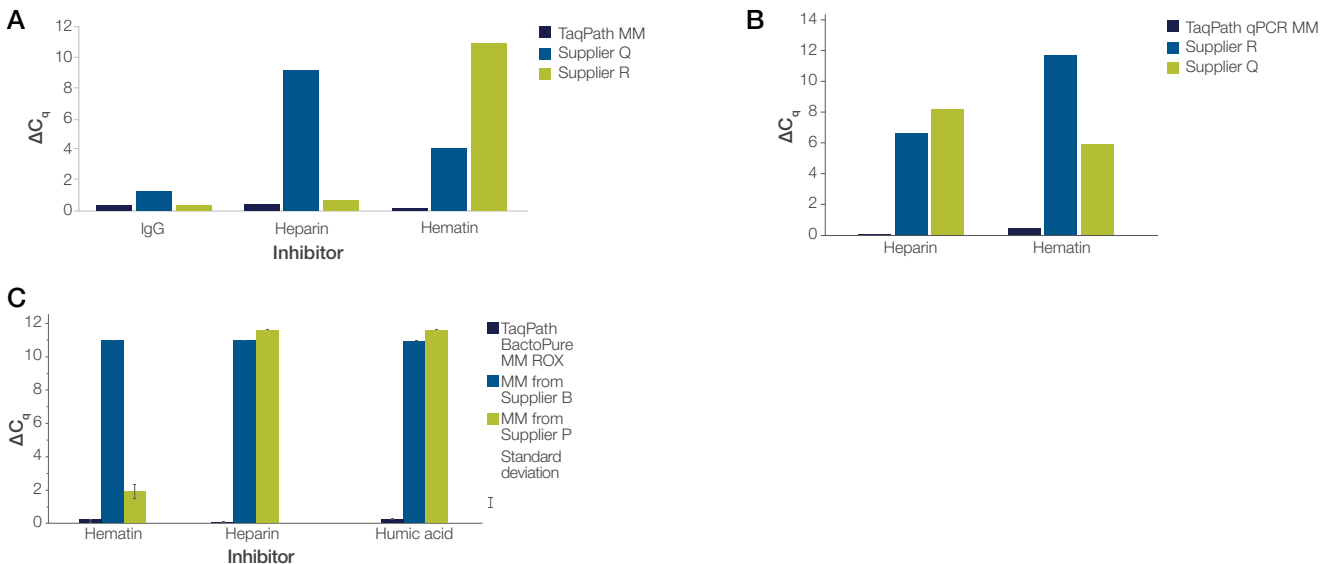 A
12
10
8
6
4
2
0
ΔCq
IgG
Heparin
Hematin
Inhibitor
TaqPath MM
Supplier Q
Supplier R
B
14
12
10
8
6
4
2
0
ΔCq
Heparin
Hematin
TaqPath qPCR MM
Supplier R
Supplier Q
C
12
10
8
6
4
2
0
ΔCq
Hematin
Heparin
Humic acid
Inhibitor
TaqPath
BactoPure
MM ROX
MM from
Supplier B
MM from
Supplier P
Standard
deviation